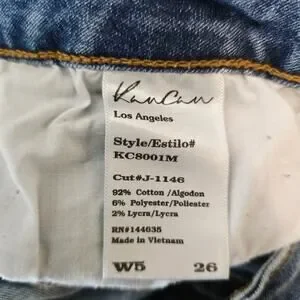 KanCan
Los Angeles
Style/Estilo#
KC8001M
Cut#J-1146
92% Cotton/Algodon
6% Polyester/Poliester
2% Lycra/Lycra
RN#144035
Made in Vietnam
W5 26